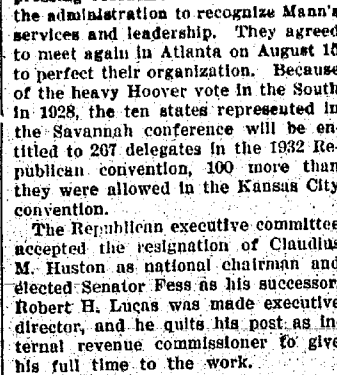 the administration to recognize Mann's
services and leadership. They agreed
to meet again in Atlanta on August 15
to perfect their organization. Because
of the heavy Hoover vote in the South
in 1928, the ten states represented in
the Savannah conference will be en
titled to 207 delegates in the 1932 Re
publican convention, 100 more than
they were allowed in the Kansas City
convention.
The Republican executive committee
accepted the resignation of Claudius
M. Huston as national chairman and
elected Senator Fess as his successor
Robert H. Lucas was made executive
director, and he quits his post as in
ternal revenue commissioner to give
his full time to the work.